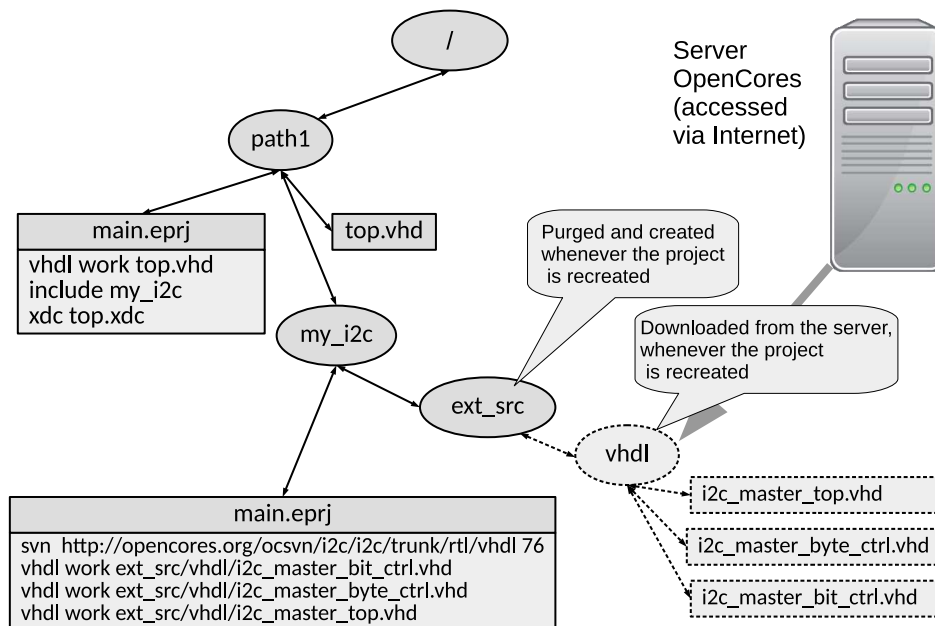 /
Server
OpenCores
(accessed
via Internet)
path1
main.eprj
vhdl work top.vhd
include my_i2c
xdc top.xdc
top.vhd
Purged and created
whenever the project
is recreated
my_i2c
Downloaded from the server,
whenever the project
is recreated
ext_src
vhdl
i2c_master_top.vhd
i2c_master_byte_ctrl.vhd
i2c_master_bit_ctrl.vhd
main.eprj
svn http://opencores.org/ocsvn/i2c/i2c/trunk/rtl/vhdl 76
vhdl work ext_src/vhdl/i2c_master_bit_ctrl.vhd
vhdl work ext_src/vhdl/i2c_master_byte_ctrl.vhd
vhdl work ext_src/vhdl/i2c_master_top.vhd